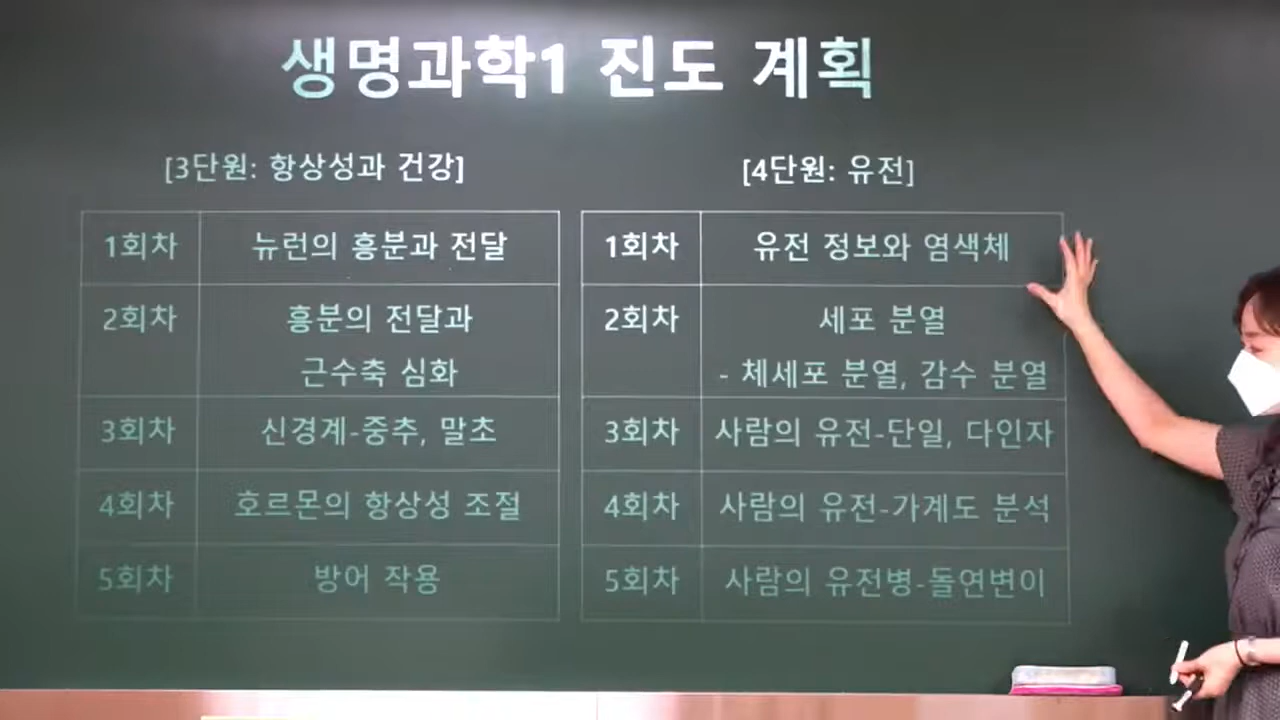 생명과학1 진도 계획
[3단원: 항상성과 건강]
1회차 뉴런의 흥분과 전달
2회차 흥분의 전달과
근수축 심화
3회차 신경계-중추, 말초
4회차 호르몬의 항상성 조절
5회차 방어 작용
[4단원: 유전]
1회차 유전 정보와 염색체
2회차 세포 분열
- 체세포 분열, 감수 분열
3회차 사람의 유전-단일, 다인자
4회차 사람의 유전-가계도 분석
5회차 사람의 유전병-돌연변이